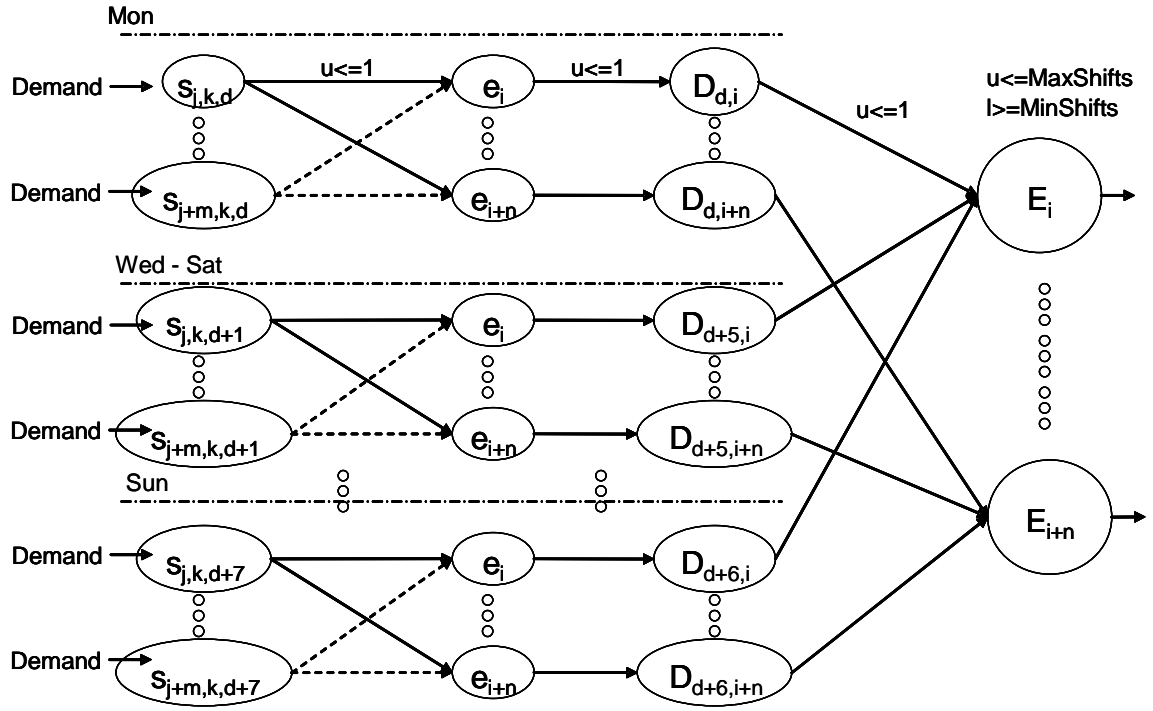 Mon
Demand s_{j,k,d} u<=1 e_i u<=1 D_{d,i}
u<=1
u<=MaxShifts
l>=MinShifts
Demand s_{j+m,k,d} e_{i+n} D_{d,i+n}
E_i
Wed - Sat
Demand s_{j,k,d+1} e_i D_{d+5,i}
Demand s_{j+m,k,d+1} e_{i+n} D_{d+5,i+n}
Sun
E_{i+n}
Demand s_{j,k,d+7} e_i D_{d+6,i}
Demand s_{j+m,k,d+7} e_{i+n} D_{d+6,i+n}